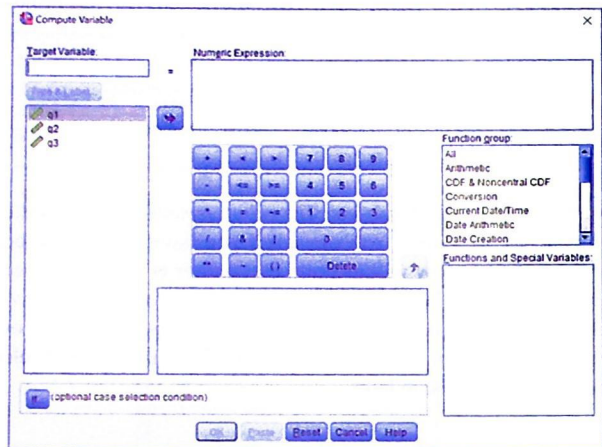 Compute Variable
Target Variable:
=
Numeric Expression:
Type & Label...
q1
q2
q3
+ < > 7 8 9
- <= >= 4 5 6
* = ~= 1 2 3
/ & | 0 .
** ~ () Delete
Function group:
All
Arithmetic
CDF & Noncentral CDF
Conversion
Current Date/Time
Date Arithmetic
Date Creation
Functions and Special Variables:
If... (optional case selection condition)
OK Paste Reset Cancel Help